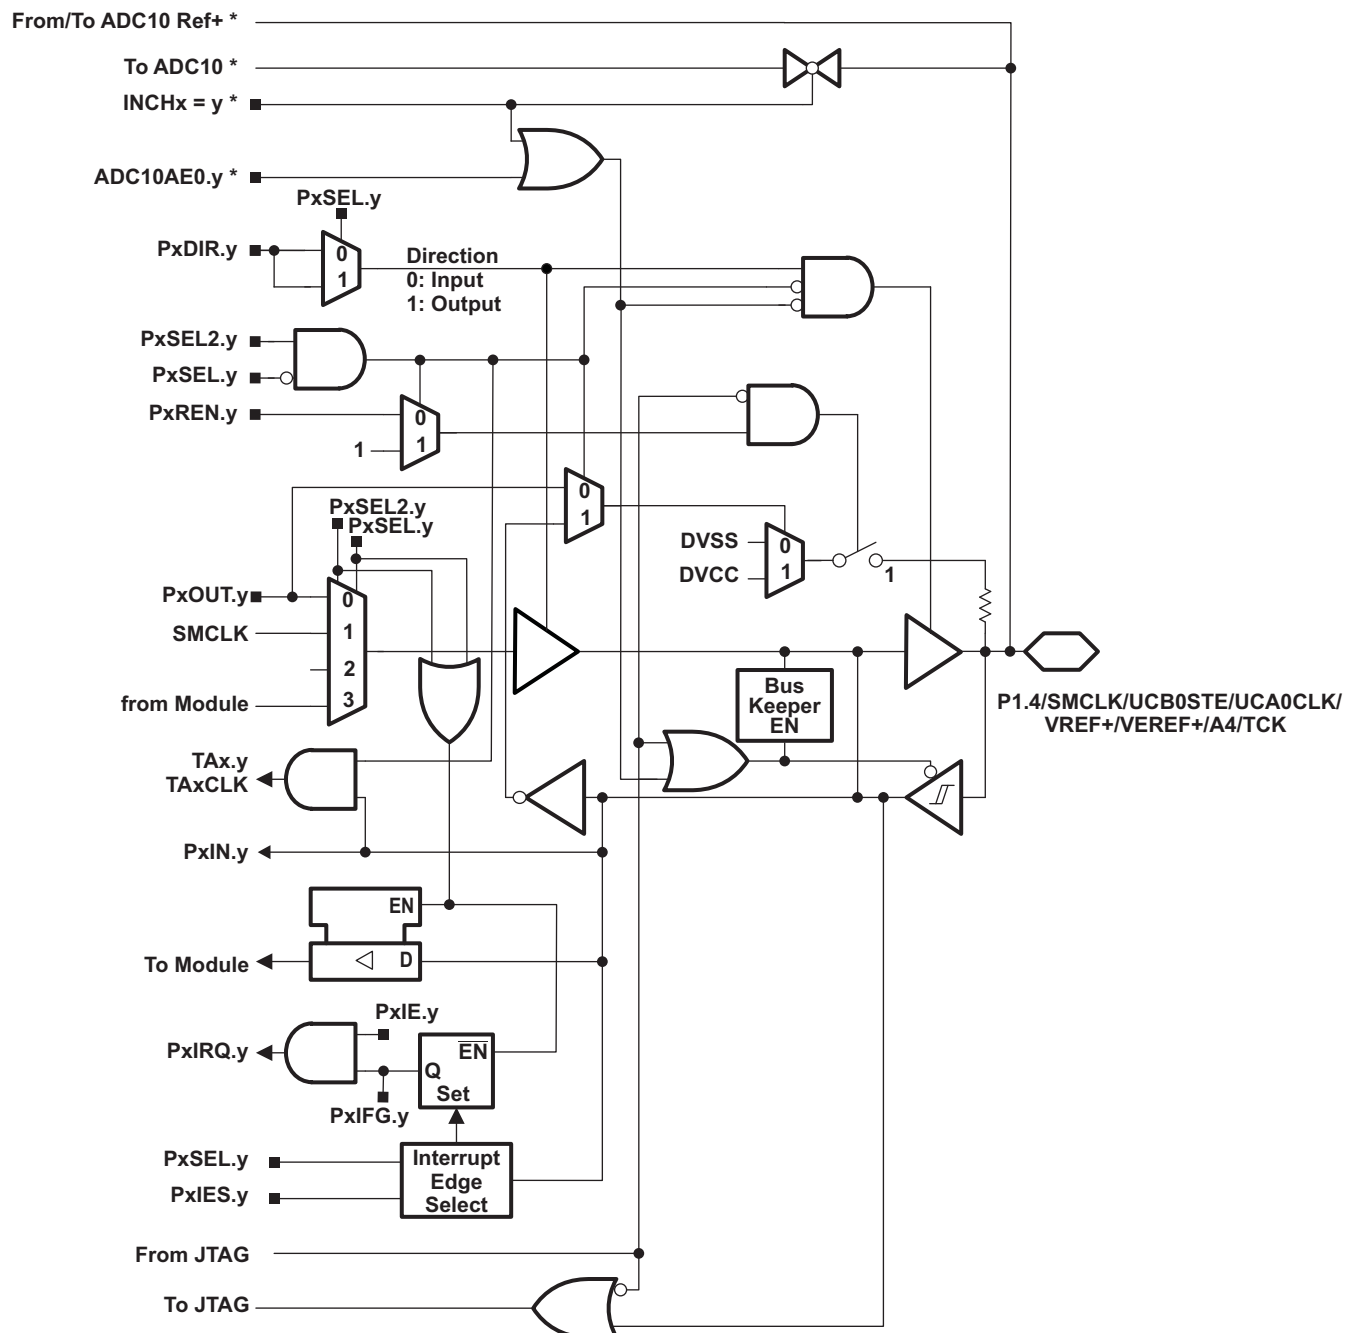 From/To ADC10 Ref+ *
To ADC10 *
INCHx = y *
ADC10AE0.y *
PxSEL.y
PxDIR.y
0
1
Direction
0: Input
1: Output
PxSEL2.y
PxSEL.y
PxREN.y
0
1
1
0
1
PxSEL2.y
PxSEL.y
DVSS
DVCC
0
1
1
PxOUT.y
SMCLK
from Module
0
1
2
3
Bus
Keeper
EN
P1.4/SMCLK/UCB0STE/UCA0CLK/
VREF+/VEREF+/A4/TCK
TAx.y
TAxCLK
PxIN.y
EN
D
To Module
PxIE.y
PxIRQ.y
EN
Q
Set
PxIFG.y
PxSEL.y
PxIES.y
Interrupt
Edge
Select
From JTAG
To JTAG